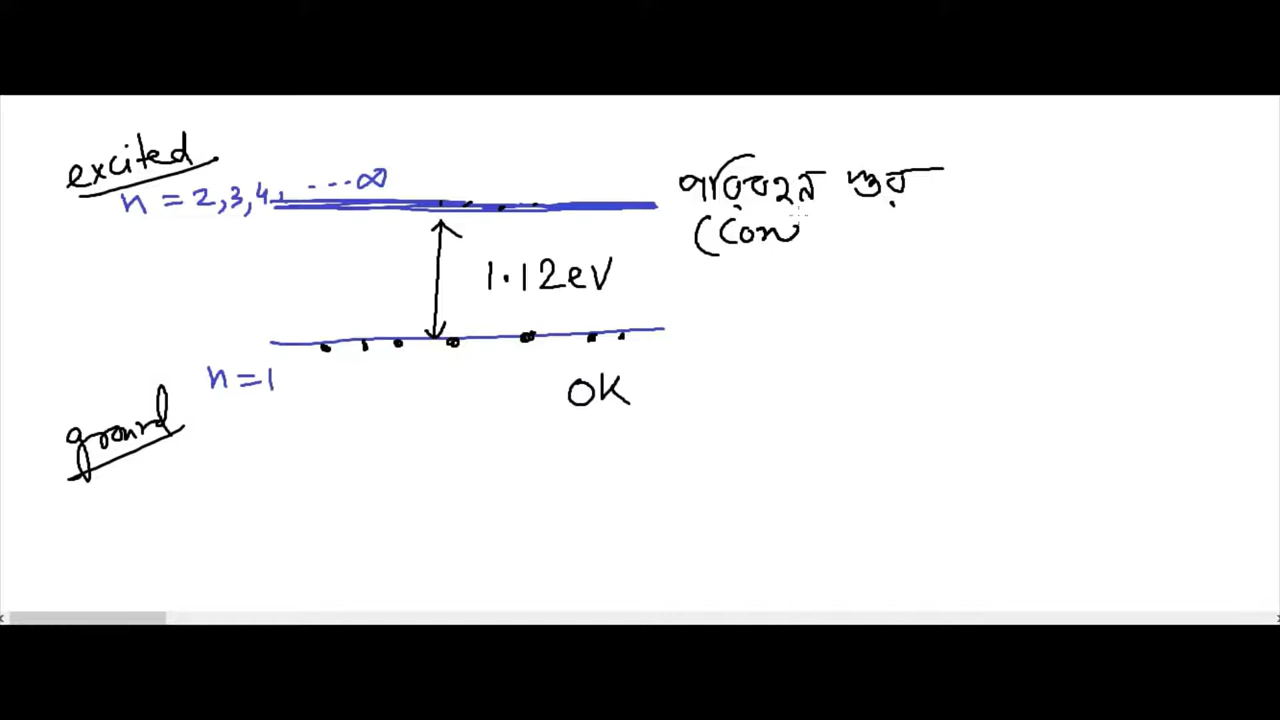 excited
n = 2,3,4, ...∞
পরিবহন স্তর
(Con
1.12eV
n = 1
OK
ground